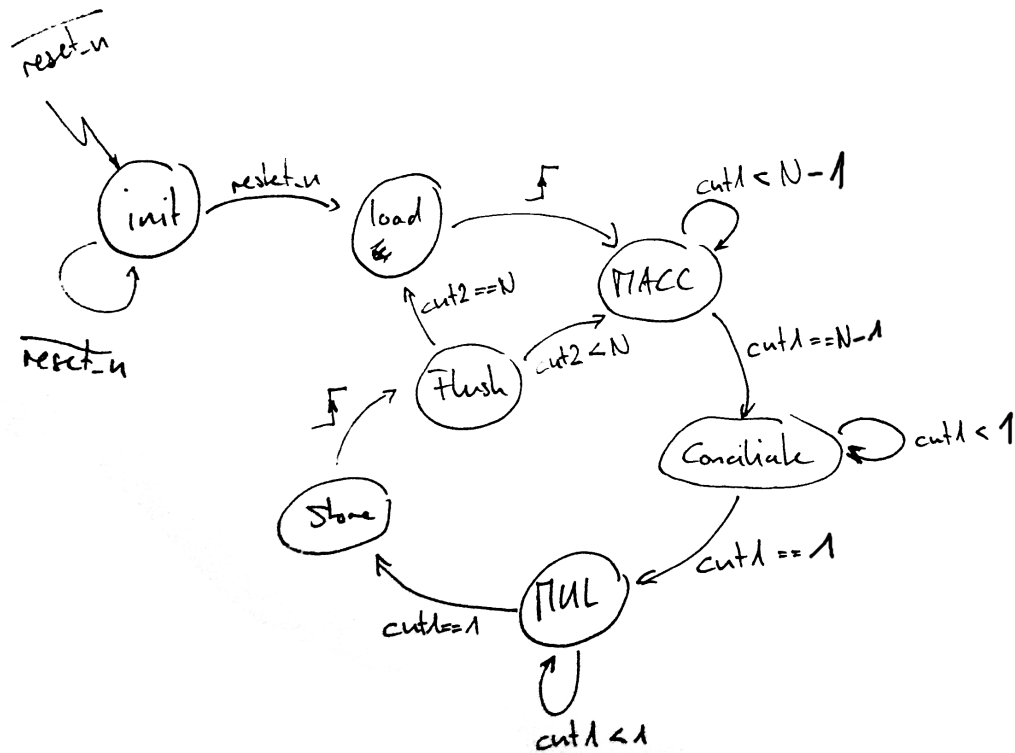 reset_n
init
reset_n
reset_n
load
cnt1 < N-1
MACC
cnt2==N
cnt2<N
cnt1==N-1
Flush
Conciliate
cnt1<1
Store
cnt1==1
MUL
cnt1==1
cnt1<1